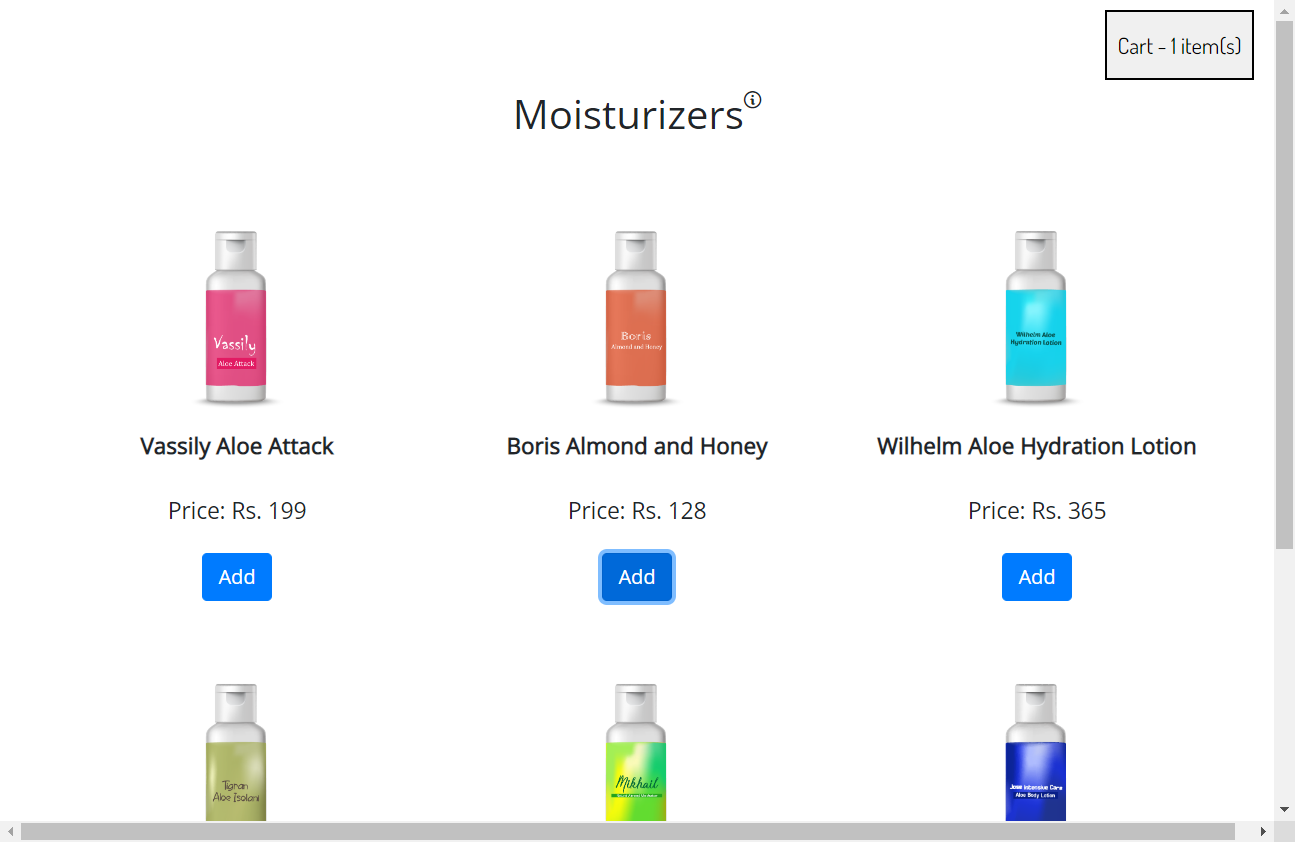 Cart - 1 item(s)
Moisturizers
Vassily
Aloe Attack
Boris
Almond and Honey
Wilhelm Aloe
Hydration Lotion
Vassily Aloe Attack
Boris Almond and Honey
Wilhelm Aloe Hydration Lotion
Price: Rs. 199
Price: Rs. 128
Price: Rs. 365
Add
Add
Add
Tigran
Aloe Isolani
Mikhail
Jose Intensive Care
Aloe Body Lotion